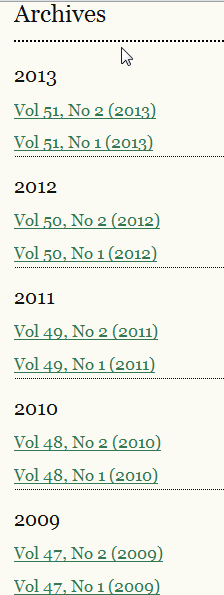 Archives
2013
Vol 51, No 2 (2013)
Vol 51, No 1 (2013)
2012
Vol 50, No 2 (2012)
Vol 50, No 1 (2012)
2011
Vol 49, No 2 (2011)
Vol 49, No 1 (2011)
2010
Vol 48, No 2 (2010)
Vol 48, No 1 (2010)
2009
Vol 47, No 2 (2009)
Vol 47, No 1 (2009)